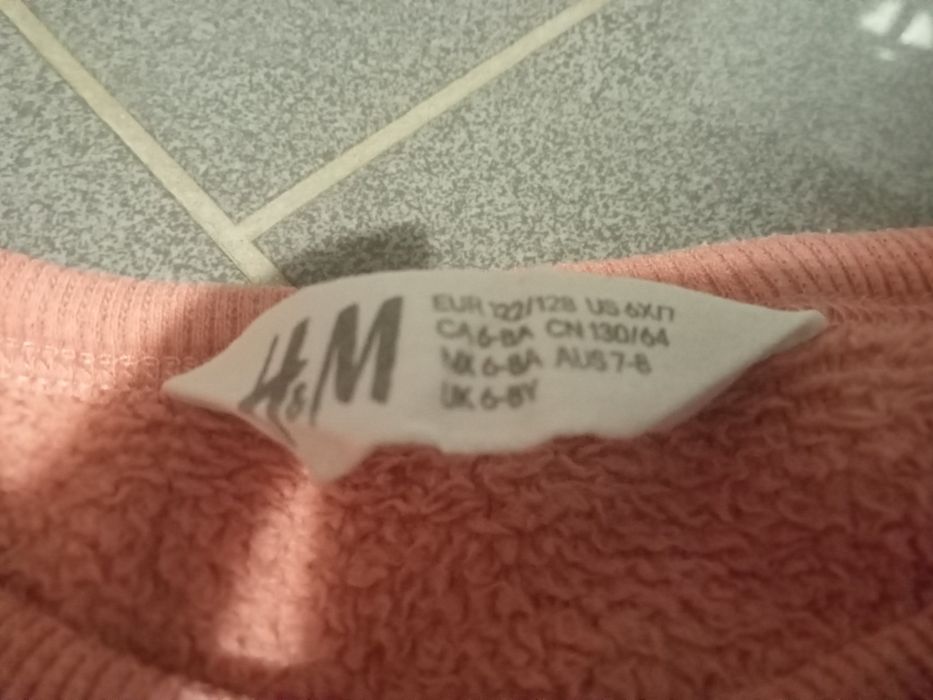 H&M
EUR 122/128 US 6X/7
CA 6-8A CN 130/64
MX 6-8A AUS 7-8
UK 6-8Y